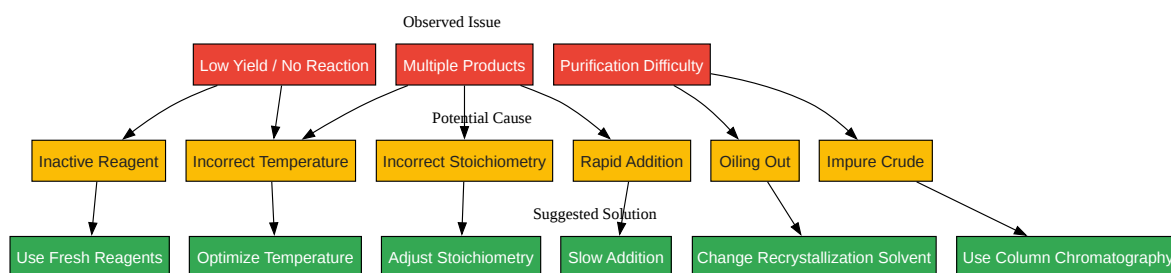 Observed Issue
Low Yield / No Reaction
Multiple Products
Purification Difficulty
Potential Cause
Inactive Reagent
Incorrect Temperature
Incorrect Stoichiometry
Rapid Addition
Oiling Out
Impure Crude
Suggested Solution
Use Fresh Reagents
Optimize Temperature
Adjust Stoichiometry
Slow Addition
Change Recrystallization Solvent
Use Column Chromatography